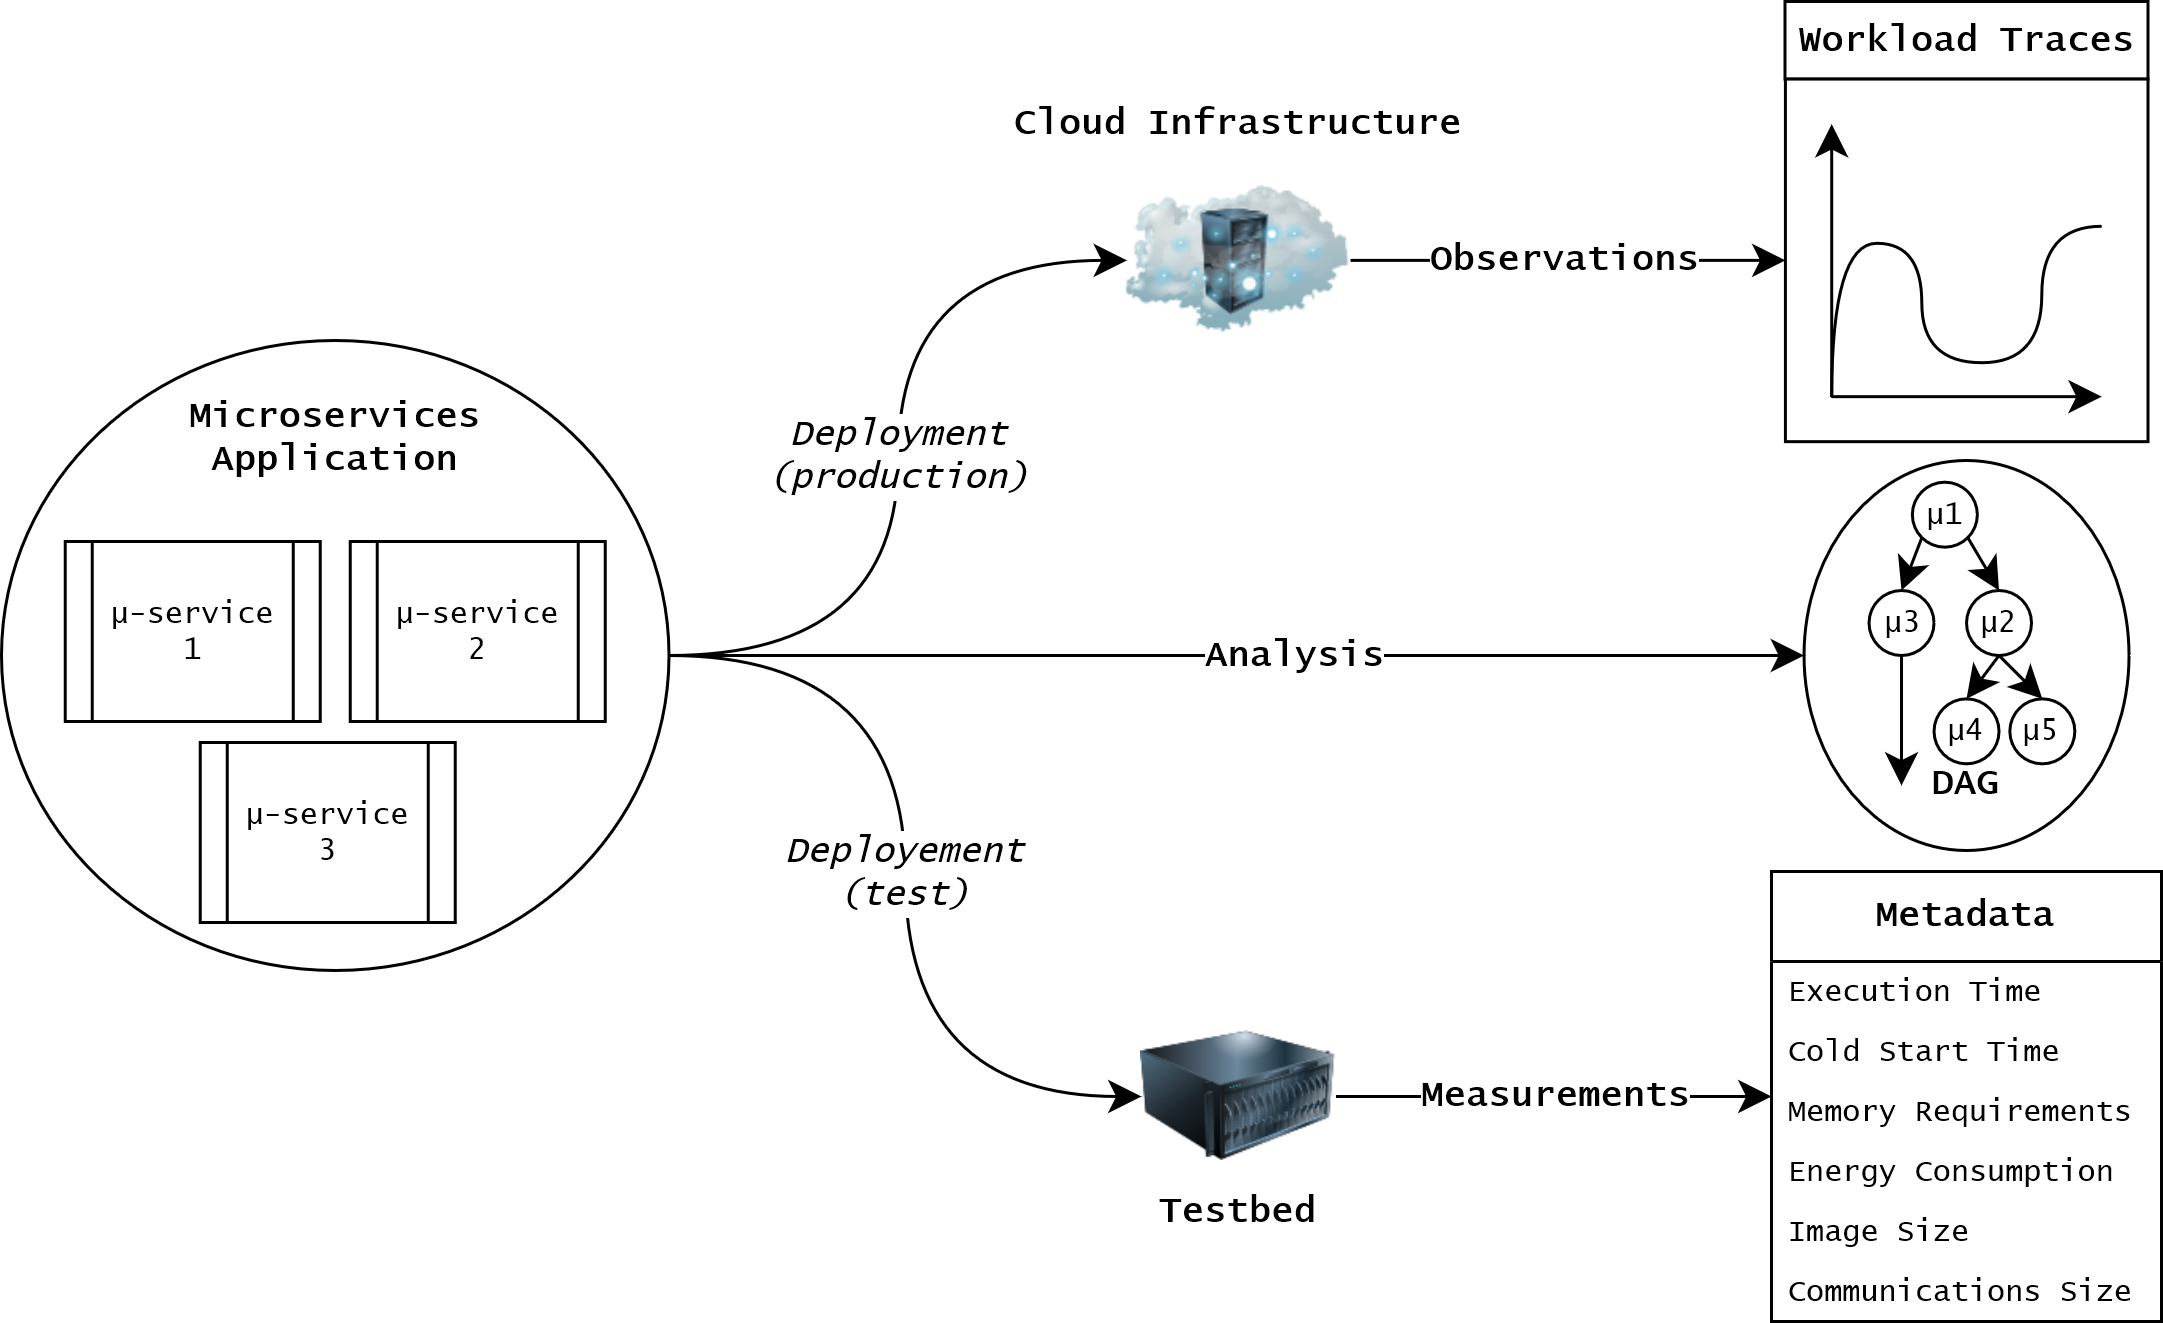 Workload Traces
Cloud Infrastructure
Observations
Microservices
Application
Deployment
(production)
µ-service
1
µ-service
2
µ-service
3
Analysis
µ1
µ3
µ2
µ4
µ5
DAG
Deployement
(test)
Measurements
Testbed
Metadata
Execution Time
Cold Start Time
Memory Requirements
Energy Consumption
Image Size
Communications Size